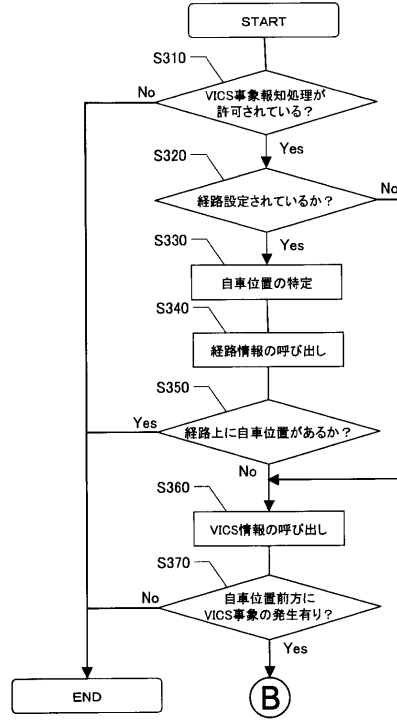 START
S310
VICS事象報知処理が
許可されている?
No
Yes
S320
経路設定されているか?
No
Yes
S330
自車位置の特定
S340
経路情報の呼び出し
S350
経路上に自車位置があるか?
Yes
No
S360
VICS情報の呼び出し
S370
自車位置前方に
VICS事象の発生有り?
No
Yes
END
B